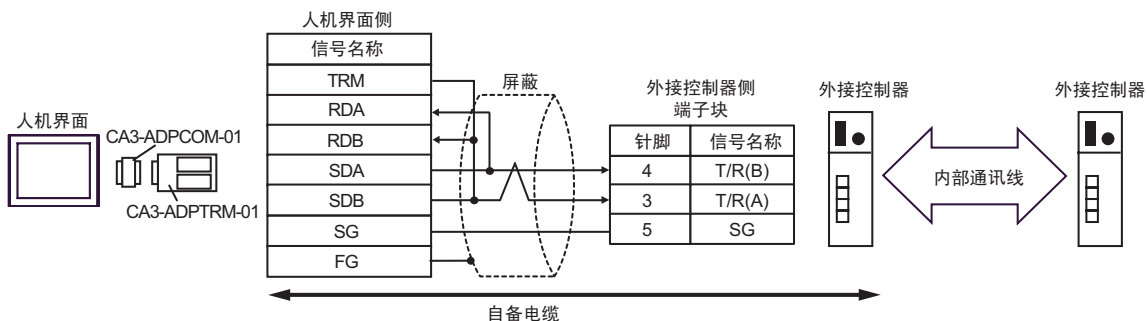 人机界面
CA3-ADPCOM-01
CA3-ADPTRM-01
人机界面侧
信号名称
TRM
RDA
RDB
SDA
SDB
SG
FG
屏蔽
外接控制器侧
端子块
针脚 信号名称
4 T/R(B)
3 T/R(A)
5 SG
外接控制器
内部通讯线
外接控制器
自备电缆